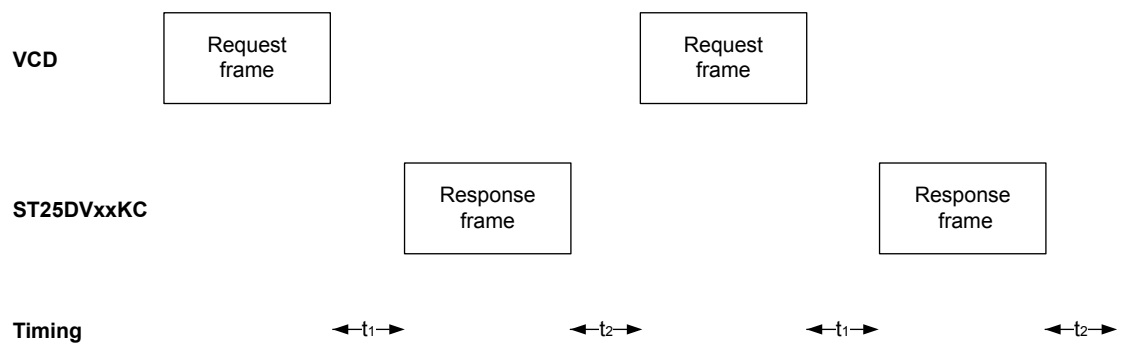 VCD
Request
frame
Request
frame
ST25DVxxKC
Response
frame
Response
frame
Timing
t1
t2
t1
t2